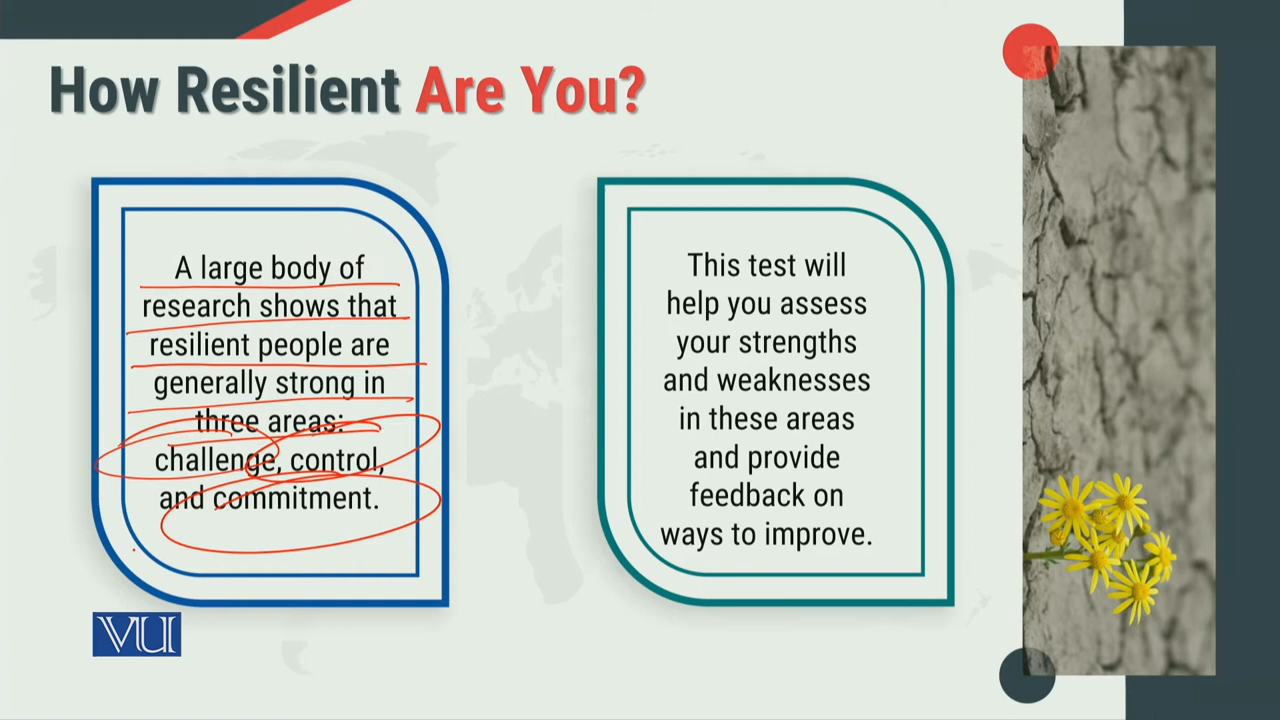 How Resilient Are You?
A large body of
research shows that
resilient people are
generally strong in
three areas:
challenge, control,
and commitment.
This test will
help you assess
your strengths
and weaknesses
in these areas
and provide
feedback on
ways to improve.
VU